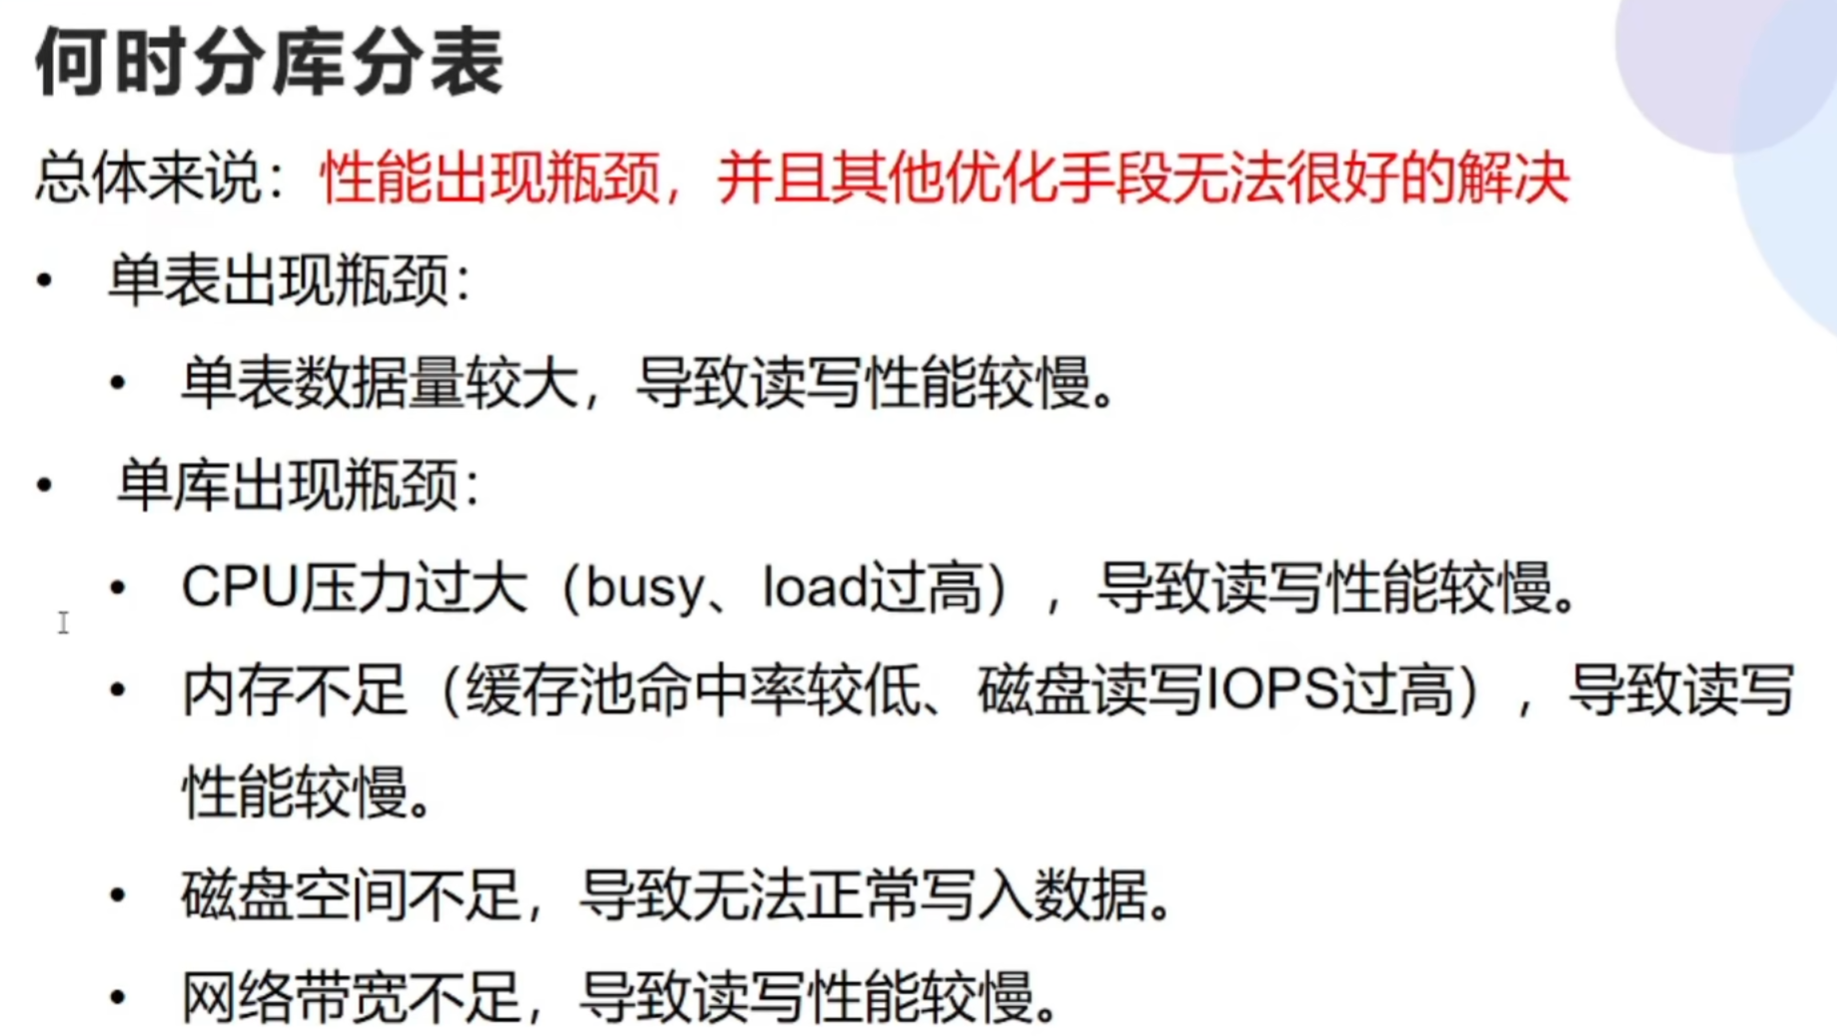 何时分库分表
总体来说：性能出现瓶颈，并且其他优化手段无法很好的解决
• 单表出现瓶颈：
• 单表数据量较大，导致读写性能较慢。
• 单库出现瓶颈：
• CPU压力过大（busy、load过高），导致读写性能较慢。
• 内存不足（缓存池命中率较低、磁盘读写IOPS过高），导致读写
性能较慢。
• 磁盘空间不足，导致无法正常写入数据。
• 网络带宽不足，导致读写性能较慢。